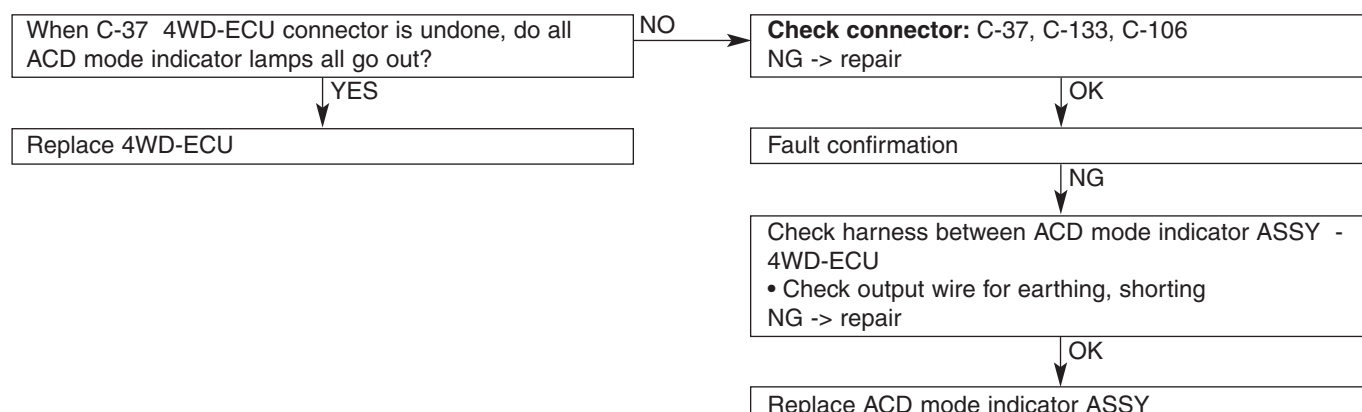 When C-37 4WD-ECU connector is undone, do all
ACD mode indicator lamps all go out?
NO
Check connector: C-37, C-133, C-106
NG -> repair
YES
OK
Replace 4WD-ECU
Fault confirmation
NG
Check harness between ACD mode indicator ASSY -
4WD-ECU
• Check output wire for earthing, shorting
NG -> repair
OK
Replace ACD mode indicator ASSY